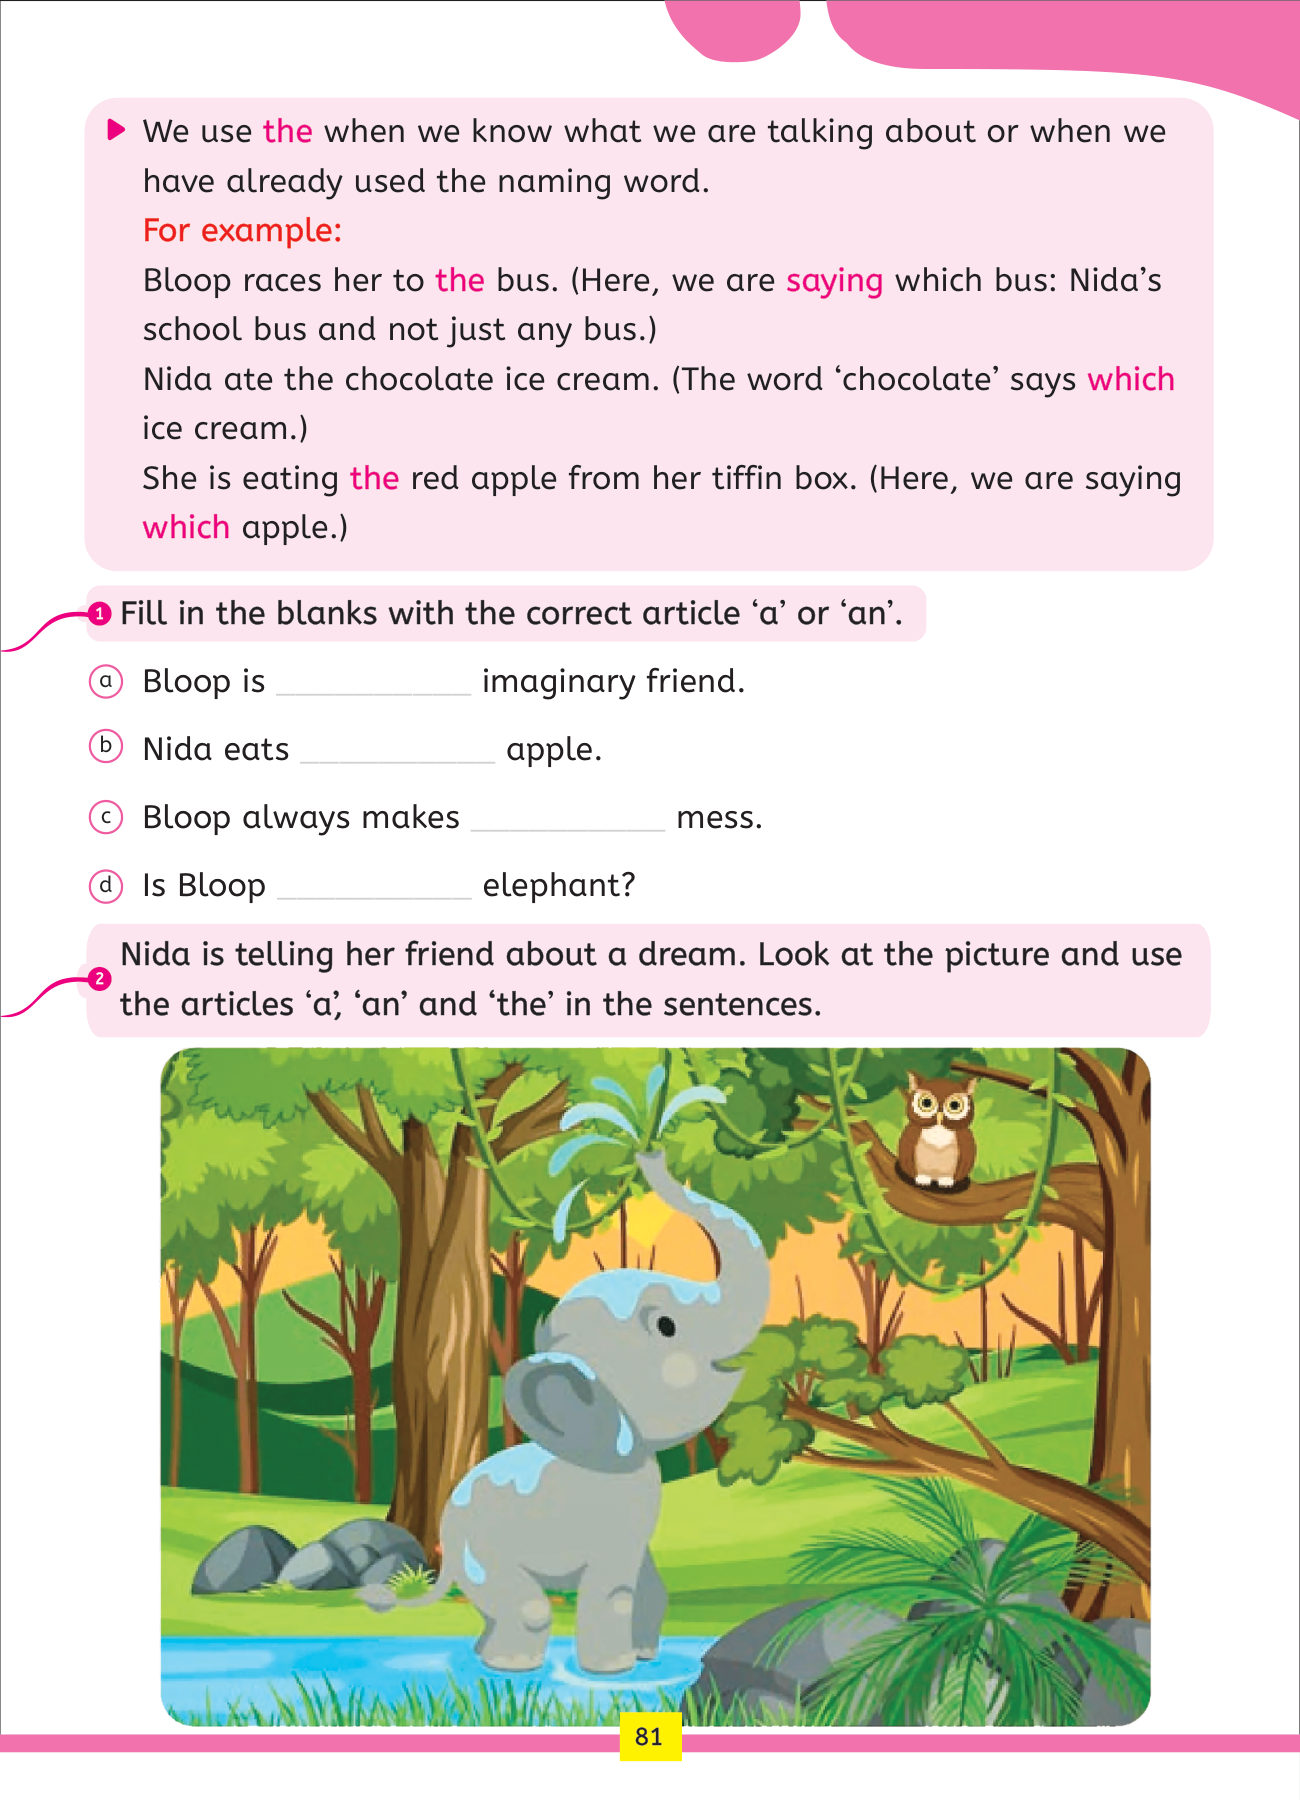 We use the when we know what we are talking about or when we
have already used the naming word.
For example:
Bloop races her to the bus. (Here, we are saying which bus: Nida’s
school bus and not just any bus.)
Nida ate the chocolate ice cream. (The word ‘chocolate’ says which
ice cream.)
She is eating the red apple from her tiffin box. (Here, we are saying
which apple.)
1 Fill in the blanks with the correct article ‘a’ or ‘an’.
a Bloop is ____________ imaginary friend.
b Nida eats ____________ apple.
c Bloop always makes ____________ mess.
d Is Bloop ____________ elephant?
2 Nida is telling her friend about a dream. Look at the picture and use
the articles ‘a’, ‘an’ and ‘the’ in the sentences.
81